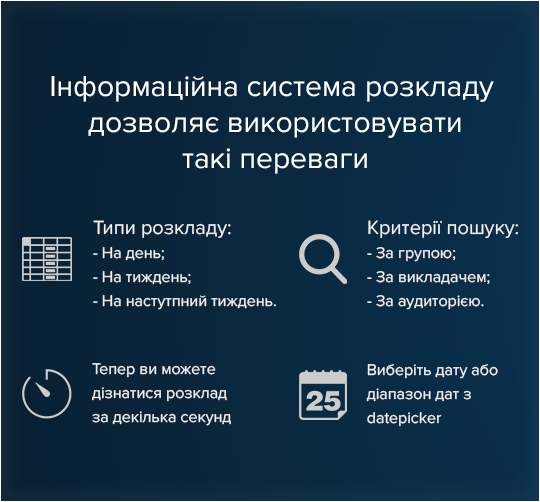 Інформаційна система розкладу
дозволяє використовувати
такі переваги
Типи розкладу:
- На день;
- На тиждень;
- На наступний тиждень.
Критерії пошуку:
- За групою;
- За викладачем;
- За аудиторією.
Тепер ви можете
дізнатися розклад
за декілька секунд
25
Виберіть дату або
діапазон дат з
datepicker